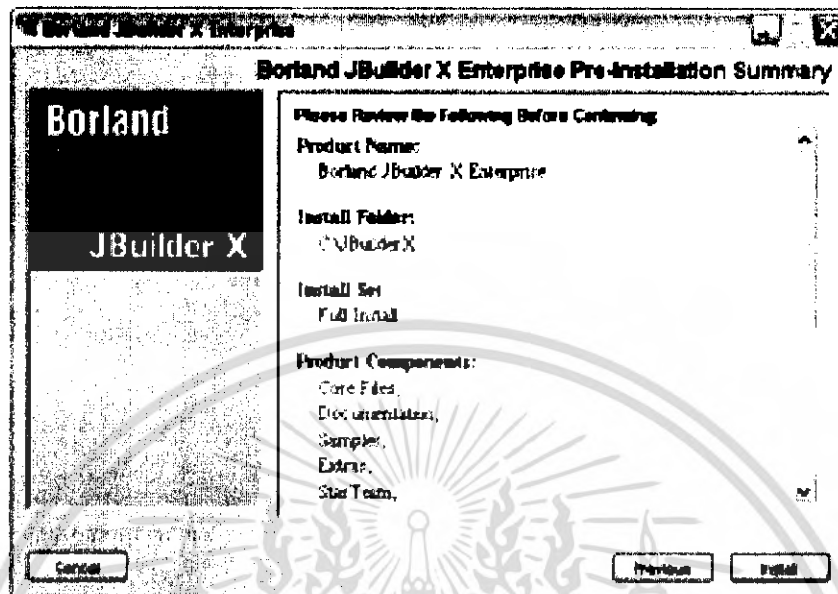 Borland JBuilder X Enterprise
Borland JBuilder X Enterprise Pre-Installation Summary
Borland
JBuilder X
Please Review the Following Before Continuing:
Product Name:
Borland JBuilder X Enterprise
Install Folder:
C:\JBuilderX
Install Set
Full Install
Product Components:
Core Files,
Documentation,
Samples,
Extras,
StarTeam,
Cancel
Previous
Install